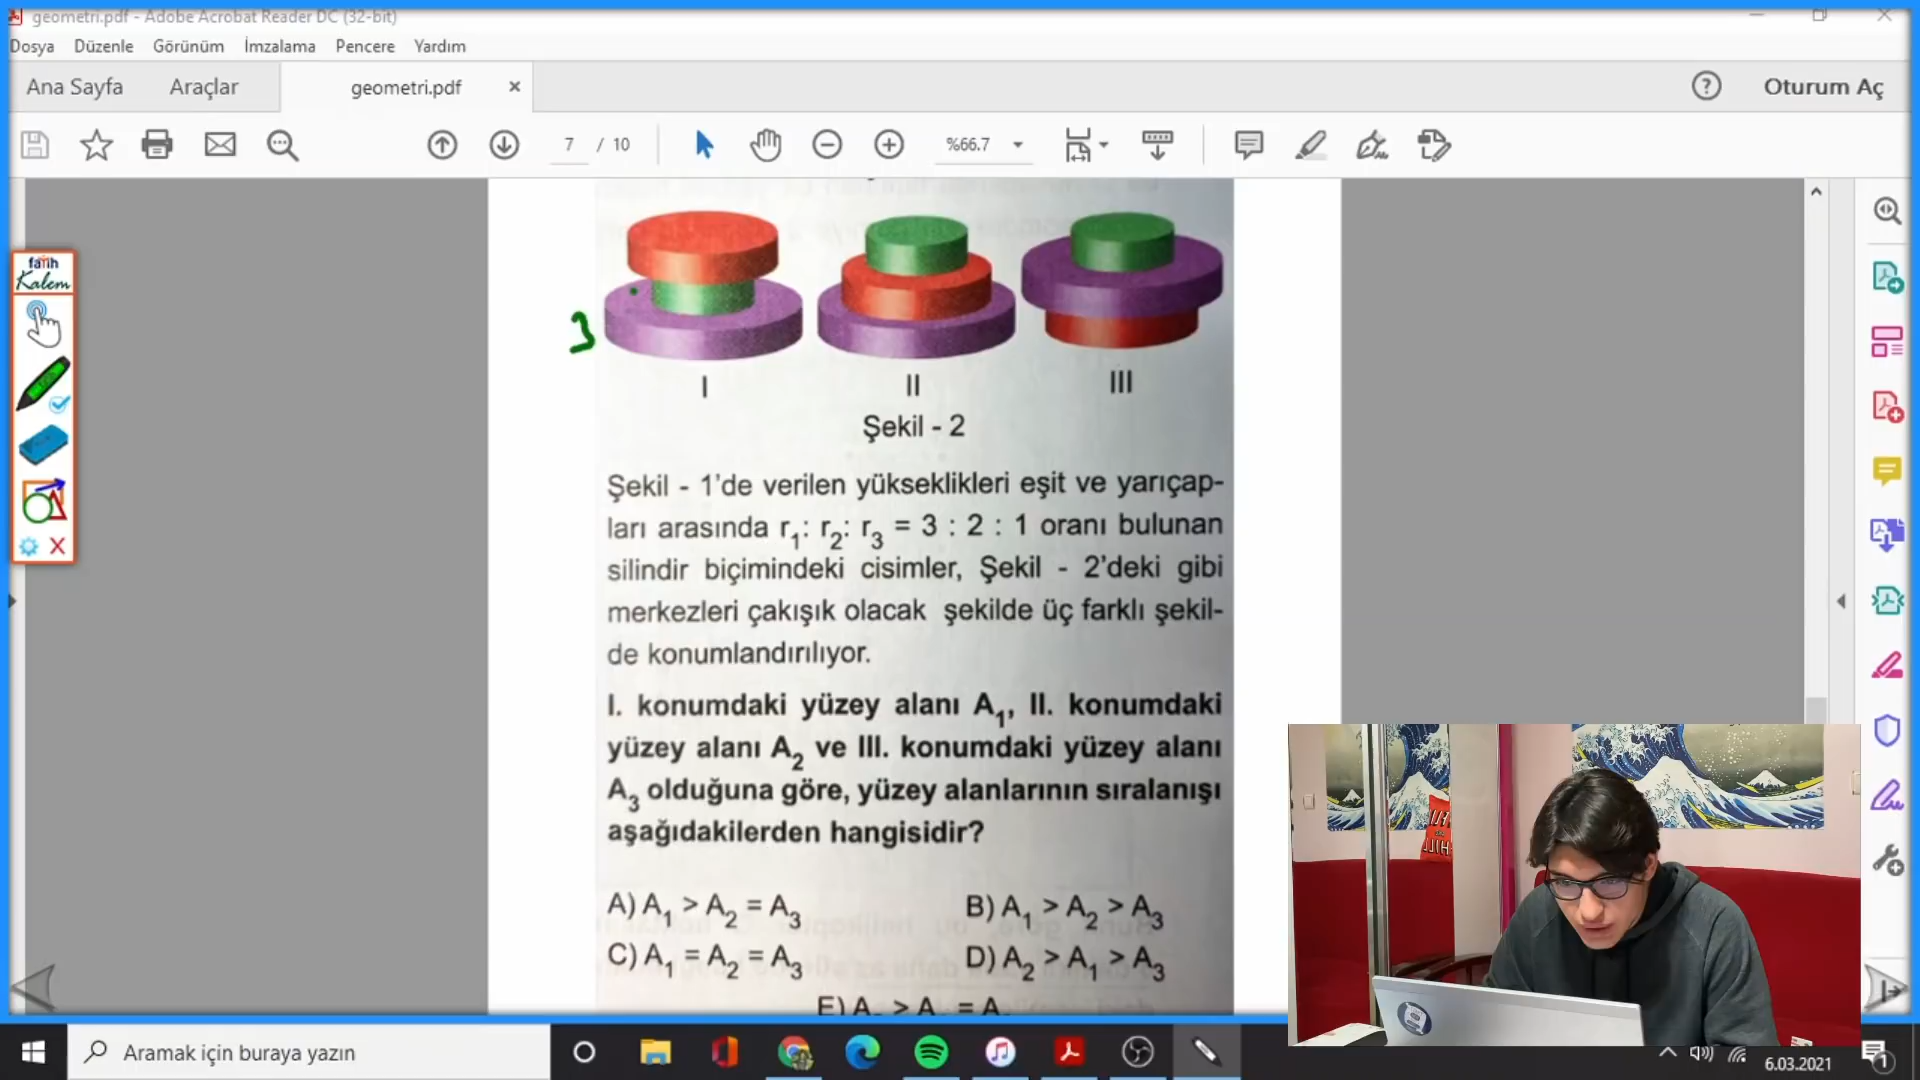 geometri.pdf - Adobe Acrobat Reader DC (32-bit)
Dosya Düzenle Görünüm İmzalama Pencere Yardım
Ana Sayfa Araçlar geometri.pdf × ? Oturum Aç
7 / 10 %66.7
fatih
Kalem
3
I II III
Şekil - 2
Şekil - 1'de verilen yükseklikleri eşit ve yarıçap-
ları arasında r₁: r₂: r₃ = 3 : 2 : 1 oranı bulunan
silindir biçimindeki cisimler, Şekil - 2'deki gibi
merkezleri çakışık olacak şekilde üç farklı şekil-
de konumlandırılıyor.
I. konumdaki yüzey alanı A₁, II. konumdaki
yüzey alanı A₂ ve III. konumdaki yüzey alanı
A₃ olduğuna göre, yüzey alanlarının sıralanışı
aşağıdakilerden hangisidir?
A) A₁ > A₂ = A₃ B) A₁ > A₂ > A₃
C) A₁ = A₂ = A₃ D) A₂ > A₁ > A₃
E) A > A = A
Aramak için buraya yazın
6.03.2021
1